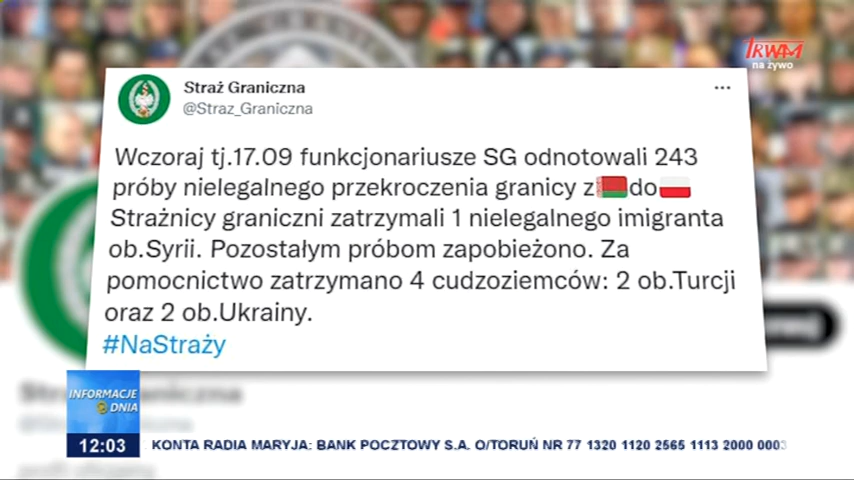 TRWAM
na żywo
Straż Graniczna
@Straz_Graniczna
Wczoraj tj.17.09 funkcjonariusze SG odnotowali 243
próby nielegalnego przekroczenia granicy z do
Strażnicy graniczni zatrzymali 1 nielegalnego imigranta
ob.Syrii. Pozostałym próbom zapobieżono. Za
pomocnictwo zatrzymano 4 cudzoziemców: 2 ob.Turcji
oraz 2 ob.Ukrainy.
#NaStraży
INFORMACJE
DNIA
12:03
KONTA RADIA MARYJA: BANK POCZTOWY S.A. O/TORUŃ NR 77 1320 1120 2565 1113 2000 0003